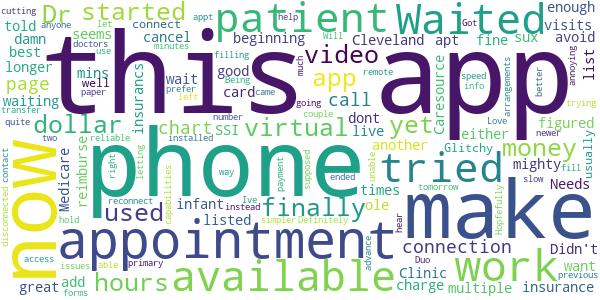 cutting anyone appt help beginning Cleveland apt enough visits
told let Dr started connect cancel seems fine sux avoid
damn doctors Will patient Waited Got
best use minutes
longer mins Being video annoying
page filling wait good app call list
waiting paper well insurancs card going remote
this app
transfer prefer much came left info speed better arrangements
dollar quite chart SSI virtual yet dont live Caresource either Love newer trying
number couple another figured money
reliable installed
phone make
now Medicare reimburse two right letting infant way payment supposed tried times mighty
contact used finally listed capabilities unable Glitchy usually fill
reconnect Ive ended instead tomorrow ole slow
disconnected appointment simpler Definitely connection Needs Didn't
hold hear Hopefully
access issues able primary Duo Clinic want previous
great add forms hours available advance charge multiple work insurance